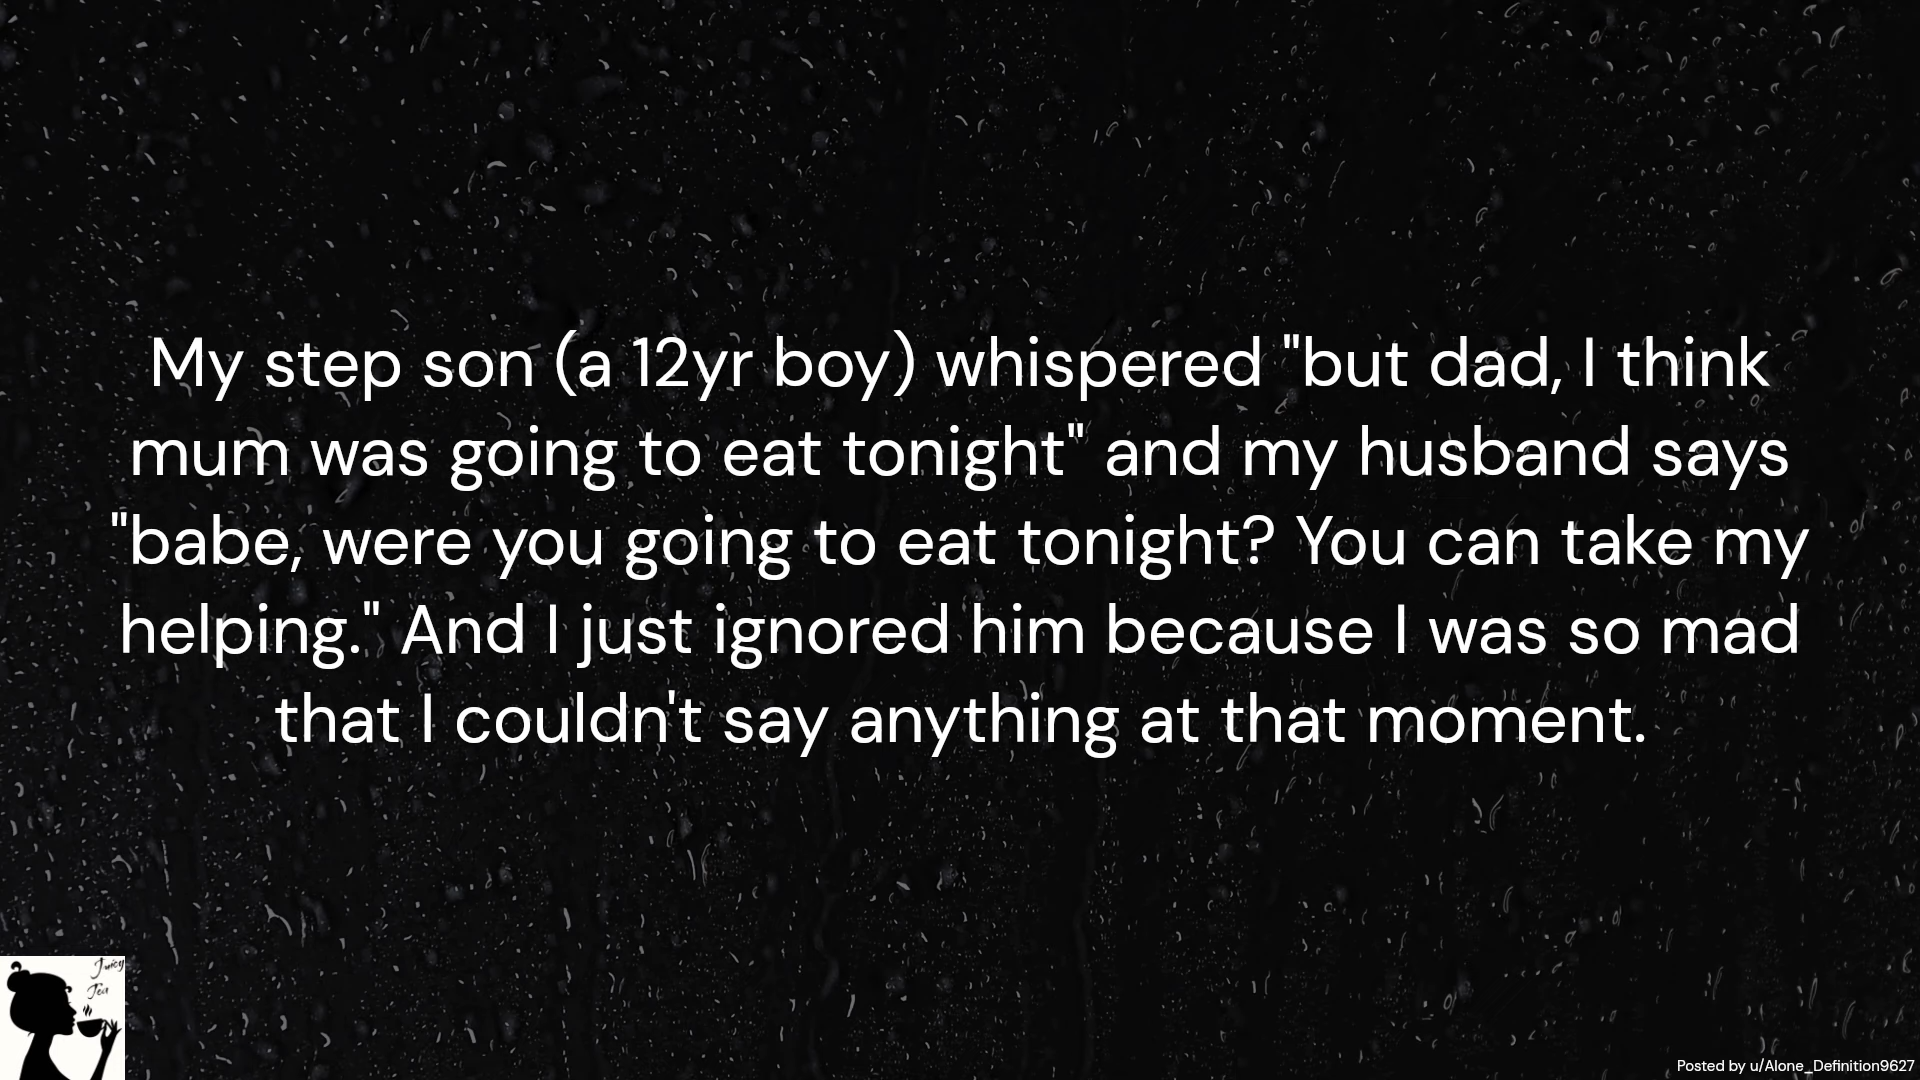 My step son (a 12yr boy) whispered "but dad, I think
mum was going to eat tonight" and my husband says
"babe, were you going to eat tonight? You can take my
helping." And I just ignored him because I was so mad
that I couldn't say anything at that moment.
Juicy
Tea
Posted by u/Alone_Definition9627